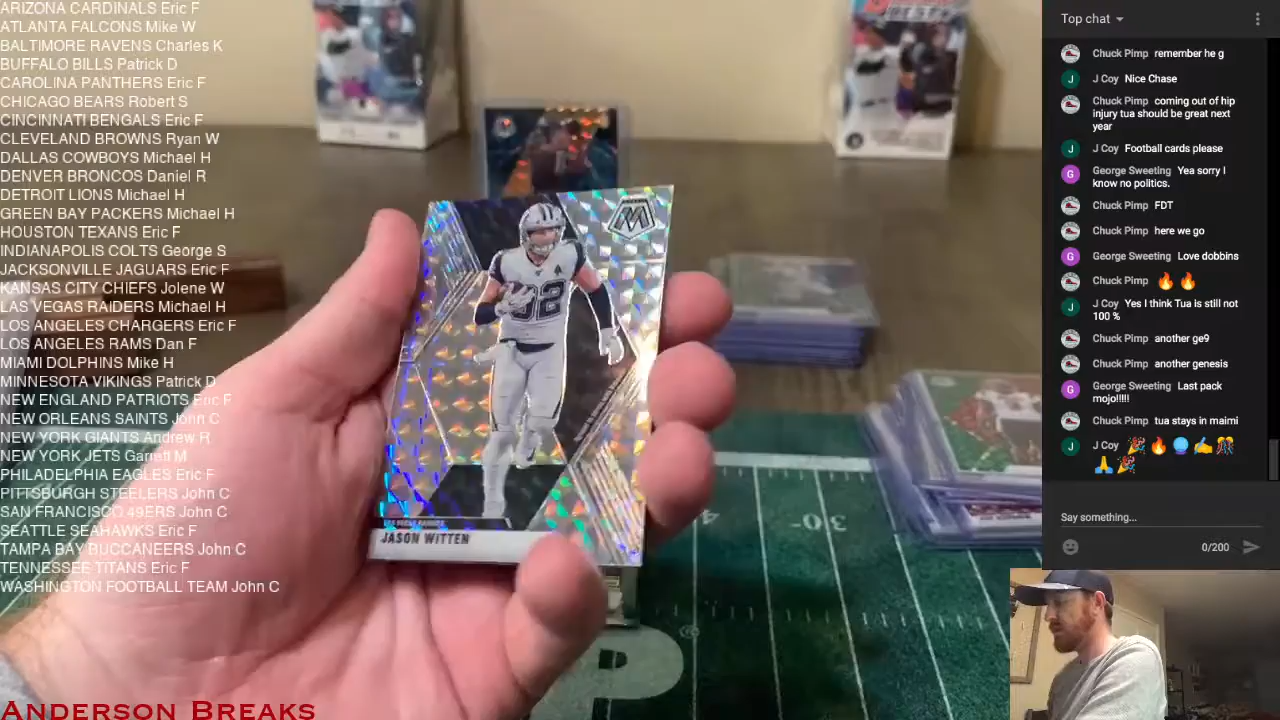 ARIZONA CARDINALS Eric F
ATLANTA FALCONS Mike W
BALTIMORE RAVENS Charles K
BUFFALO BILLS Patrick D
CAROLINA PANTHERS Eric F
CHICAGO BEARS Robert S
CINCINNATI BENGALS Eric F
CLEVELAND BROWNS Ryan W
DALLAS COWBOYS Michael H
DENVER BRONCOS Daniel R
DETROIT LIONS Michael H
GREEN BAY PACKERS Michael H
HOUSTON TEXANS Eric F
INDIANAPOLIS COLTS George S
JACKSONVILLE JAGUARS Eric F
KANSAS CITY CHIEFS Jolene W
LAS VEGAS RAIDERS Michael H
LOS ANGELES CHARGERS Eric F
LOS ANGELES RAMS Dan F
MIAMI DOLPHINS Mike H
MINNESOTA VIKINGS Patrick D
NEW ENGLAND PATRIOTS Eric F
NEW ORLEANS SAINTS John C
NEW YORK GIANTS Andrew R
NEW YORK JETS Garrett M
PHILADELPHIA EAGLES Eric F
PITTSBURGH STEELERS John C
SAN FRANCISCO 49ERS John C
SEATTLE SEAHAWKS Eric F
TAMPA BAY BUCCANEERS John C
TENNESSEE TITANS Eric F
WASHINGTON FOOTBALL TEAM John C
ANDERSON BREAKS
M
82
LAS VEGAS RAIDERS
JASON WITTEN
4
30
P
®
Top chat
Chuck Pimp remember he g
J Coy Nice Chase
Chuck Pimp coming out of hip
injury tua should be great next
year
J Coy Football cards please
George Sweeting Yea sorry I
know no politics.
Chuck Pimp FDT
Chuck Pimp here we go
George Sweeting Love dobbins
Chuck Pimp 🔥 🔥
J Coy Yes I think Tua is still not
100 %
Chuck Pimp another ge9
Chuck Pimp another genesis
George Sweeting Last pack
mojo!!!!!
Chuck Pimp tua stays in maimi
J Coy 🎉 🔥 🔮 ✍ 🎊
🙏 🎉
Say something...
0/200